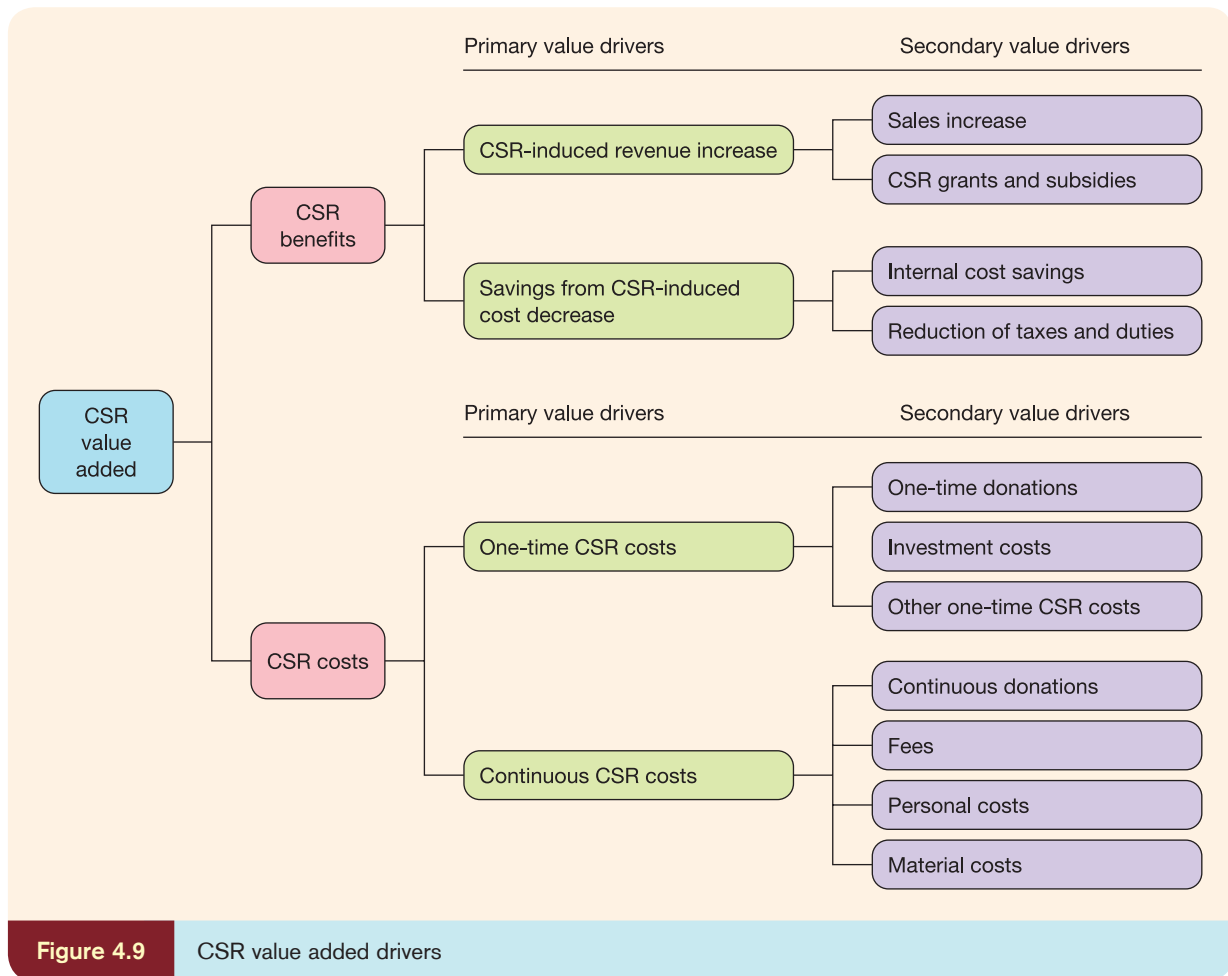 Primary value drivers
Secondary value drivers
CSR-induced revenue increase
Sales increase
CSR grants and subsidies
CSR
benefits
Savings from CSR-induced
cost decrease
Internal cost savings
Reduction of taxes and duties
CSR
value
added
Primary value drivers
Secondary value drivers
One-time CSR costs
One-time donations
Investment costs
Other one-time CSR costs
CSR costs
Continuous CSR costs
Continuous donations
Fees
Personal costs
Material costs
Figure 4.9
CSR value added drivers